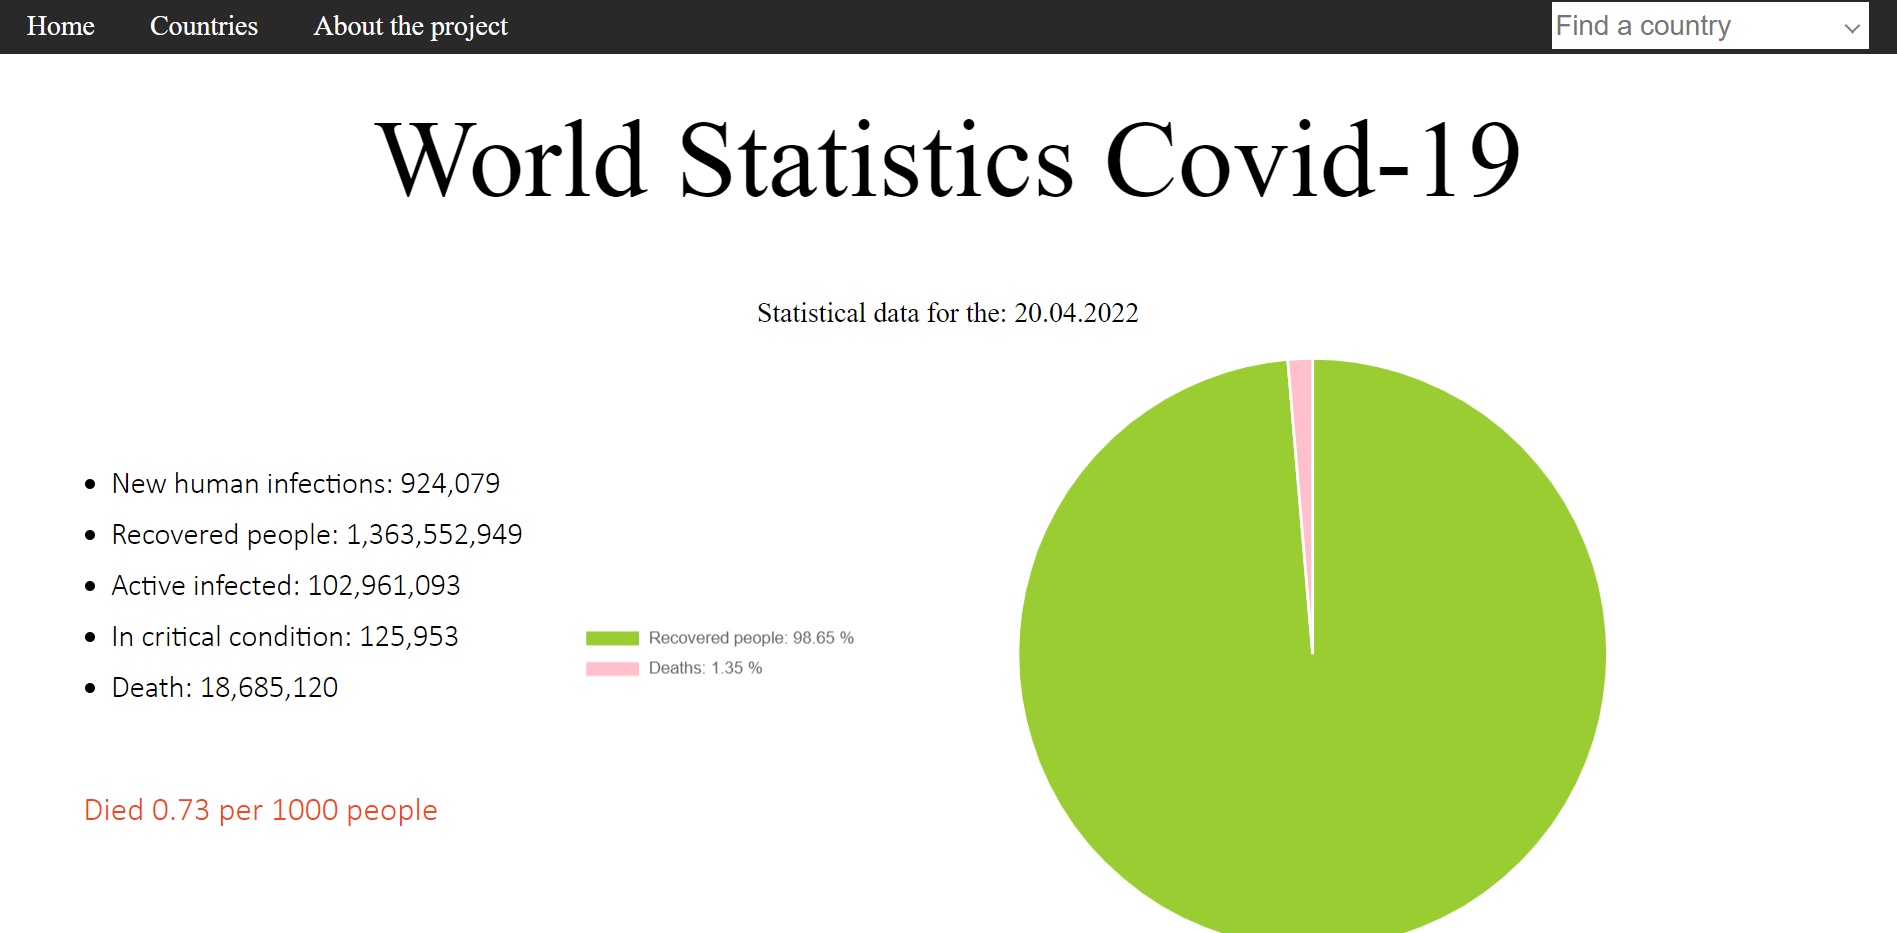 Home Countries About the project Find a country
World Statistics Covid-19
Statistical data for the: 20.04.2022
New human infections: 924,079
Recovered people: 1,363,552,949
Active infected: 102,961,093
In critical condition: 125,953
Death: 18,685,120
Recovered people: 98.65 %
Deaths: 1.35 %
Died 0.73 per 1000 people